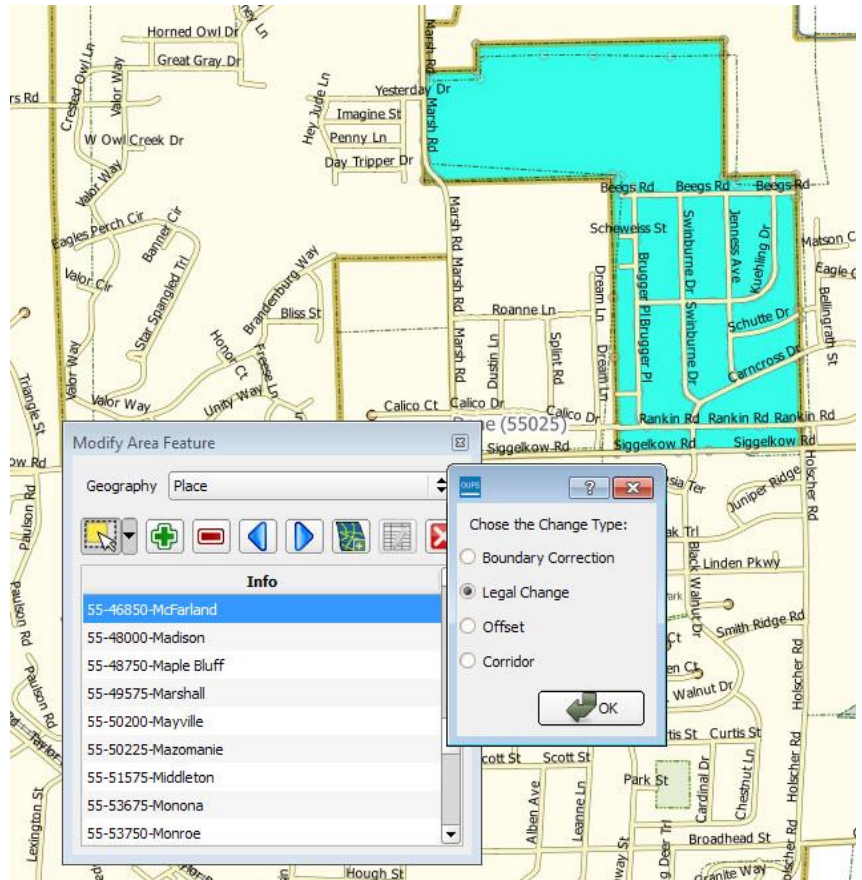 Horned Owl Dr
Great Gray Dr
Crested Owl Ln
Valor Way
W Owl Creek Dr
Valor Way
Hey Jude Ln
Yesterday Dr
Imagine St
Penny Ln
Day Tripper Dr
Marsh Rd
Marsh Rd
Beegs Rd Beegs Rd Beegs Rd
Eagles Perch Cir
Banner Cir
Valor Cir
Star Spangled Trl
Brandenburg Way
Bliss St
Honor Ct
Freese Ln
Unity Way
Valor Way
Valor Way
Triangle St
Marsh Rd Marsh Rd
Marsh Rd
Scheweiss St
Dream Ln
Dream Ln
Brugger Pl Brugger Pl
Swinburne Dr
Swinburne Dr
Jenness Ave
Kuehling Dr
Matson C
Eagle C
Bellingrath St
Schutte Dr
Carncross Dr
Roanne Ln
Dustin Ln
Splint Rd
Calico Ct Calico Dr
Calico Dr
Rankin Rd Rankin Rd Rankin Rd
(55025)
Siggelkow Rd
Siggelkow Rd
Siggelkow Rd
Modify Area Feature
Geography Place
Info
55-46850-McFarland
55-48000-Madison
55-48750-Maple Bluff
55-49575-Marshall
55-50200-Mayville
55-50225-Mazomanie
55-51575-Middleton
55-53675-Monona
55-53750-Monroe
GUPS
?
Chose the Change Type:
Boundary Correction
Legal Change
Offset
Corridor
OK
Juniper Ridge
Holscher Rd
Linden Pkwy
Black Walnut Dr
Smith Ridge Rd
Walnut Dr
Holscher Rd
Curtis St
Scott St
Park St
Cardinal Dr
Chestnut Ln
Holscher Rd
Alben Ave
Leanne Ln
Broadhead St
Granite Way
Hough St
Paulson Rd
Paulson Rd
Paulson Rd
Lexington St